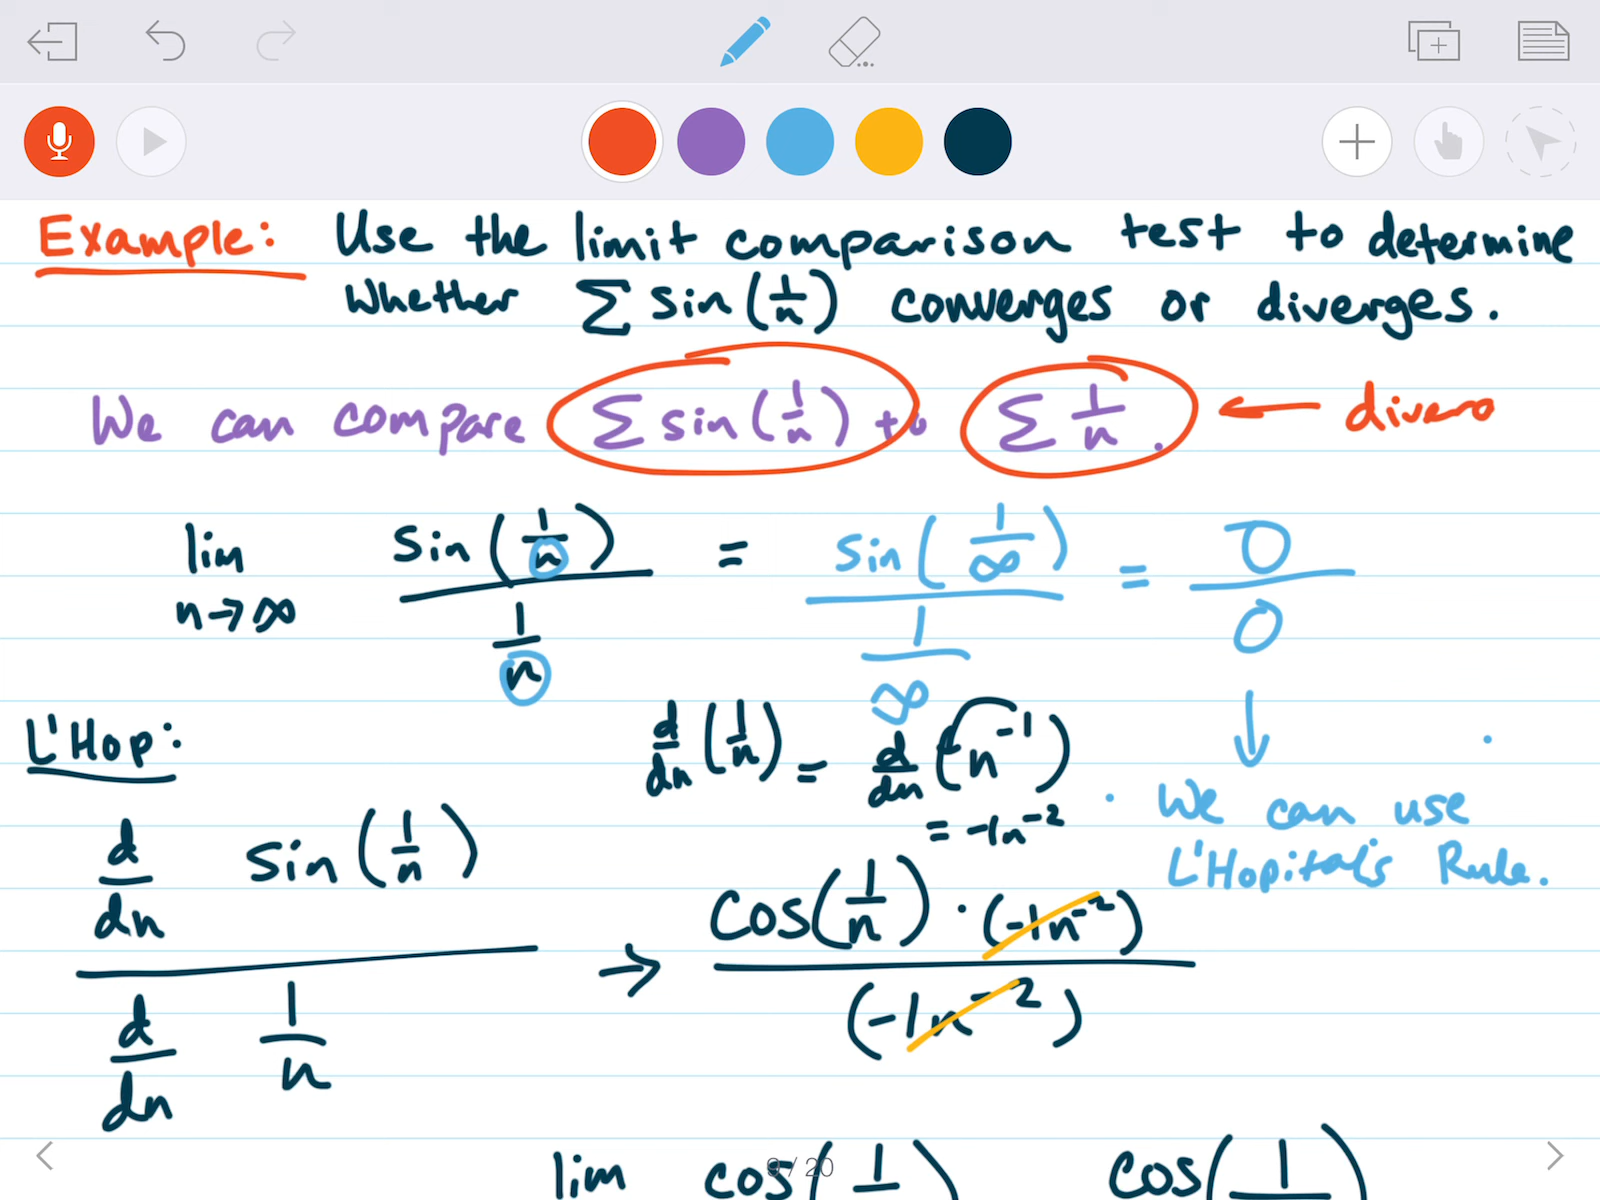 Example: Use the limit comparison test to determine
whether Σ sin(1/n) converges or diverges.
We can compare Σ sin(1/n) to Σ 1/n. ← diverg
lim n→∞ sin(1/n) / (1/n) = sin(1/∞) / (1/∞) = 0/0
↓
We can use
L'Hopital's Rule.
L'Hop:
d/dn (1/n) = d/dn (n⁻¹)
= -1n⁻²
(d/dn sin(1/n)) / (d/dn 1/n) → cos(1/n) · (-1n⁻²) / (-1n⁻²)
lim cos(1 cos(1
9 / 20